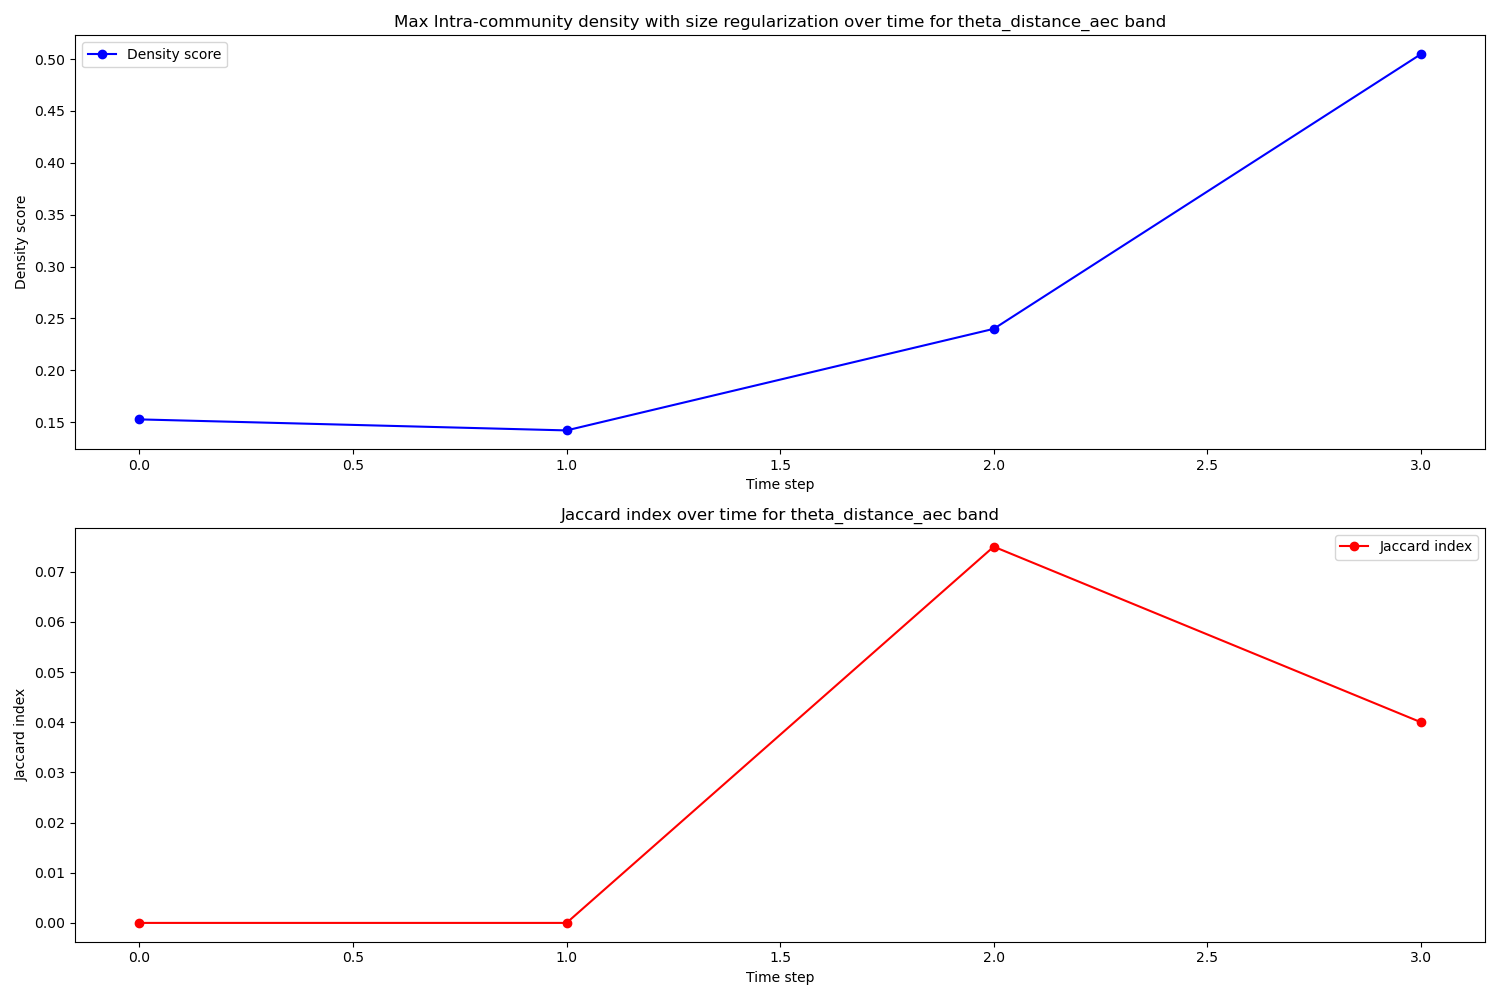 Max Intra-community density with size regularization over time for theta_distance_aec band
Density score
0.50
0.45
0.40
0.35
0.30
0.25
0.20
0.15
Density score
0.0 0.5 1.0 1.5 2.0 2.5 3.0
Time step
Jaccard index over time for theta_distance_aec band
Jaccard index
0.07
0.06
0.05
0.04
0.03
0.02
0.01
0.00
Jaccard index
0.0 0.5 1.0 1.5 2.0 2.5 3.0
Time step